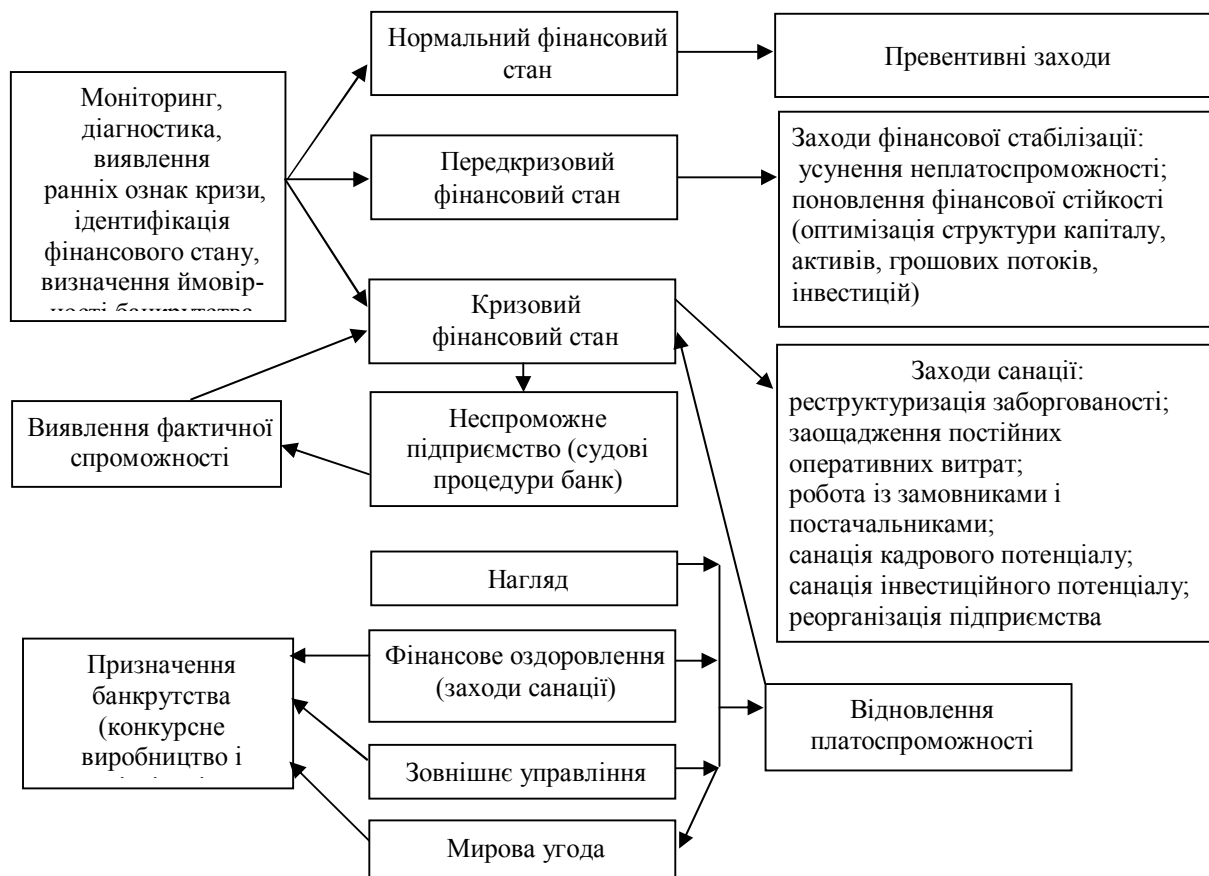 Моніторинг,
діагностика,
виявлення
ранніх ознак кризи,
ідентифікація
фінансового стану,
визначення ймовір-
ності банкрутства
Нормальний фінансовий
стан
Превентивні заходи
Передкризовий
фінансовий стан
Заходи фінансової стабілізації:
усунення неплатоспроможності;
поновлення фінансової стійкості
(оптимізація структури капіталу,
активів, грошових потоків,
інвестицій)
Кризовий
фінансовий стан
Заходи санації:
реструктуризація заборгованості;
заощадження постійних
оперативних витрат;
робота із замовниками і
постачальниками;
санація кадрового потенціалу;
санація інвестиційного потенціалу;
реорганізація підприємства
Виявлення фактичної
спроможності
Неспроможне
підприємство (судові
процедури банк)
Нагляд
Призначення
банкрутства
(конкурсне
виробництво і
Фінансове оздоровлення
(заходи санації)
Відновлення
платоспроможності
Зовнішнє управління
Мирова угода